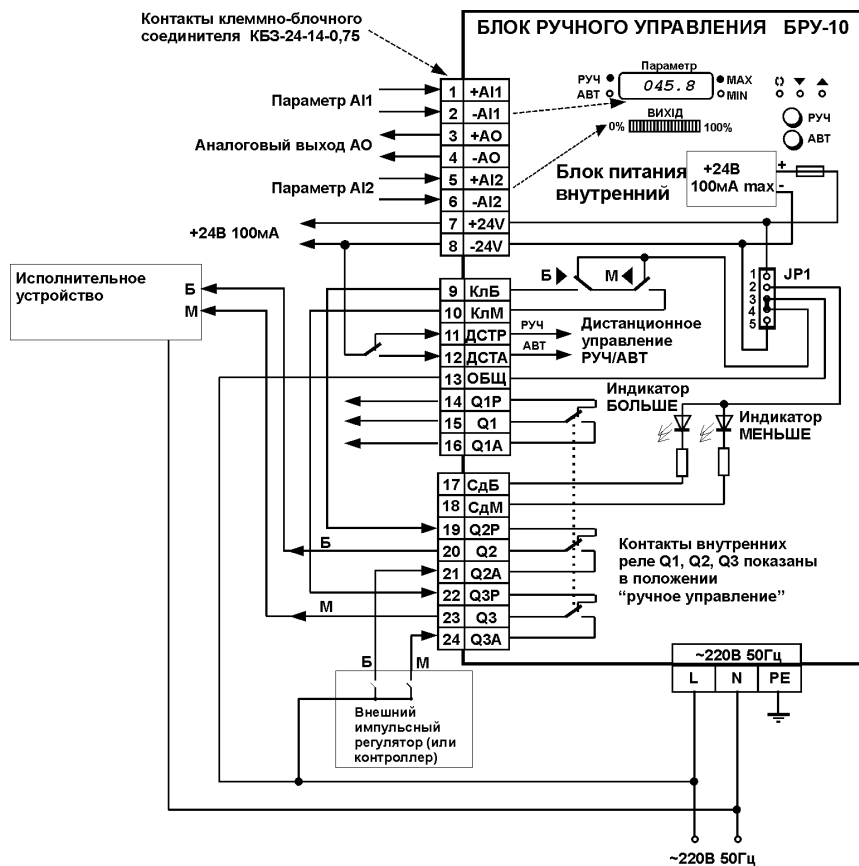 Контакты клеммно-блочного
соединителя КБЗ-24-14-0,75
БЛОК РУЧНОГО УПРАВЛЕНИЯ БРУ-10
Параметр
РУЧ
АВТ
045.8
MAX
MIN
ВИХІД
0%
100%
РУЧ
АВТ
Параметр AI1
Аналоговый выход АО
Параметр AI2
+24В 100мА
1 +AI1
2 -AI1
3 +AO
4 -AO
5 +AI2
6 -AI2
7 +24V
8 -24V
Блок питания
внутренний
+24В
100мА max
+
-
Исполнительное
устройство
Б
М
9 КлБ
10 КлМ
11 ДСТР
12 ДСТА
13 ОБЩ
14 Q1P
15 Q1
16 Q1A
Б
М
РУЧ
АВТ
Дистанционное
управление
РУЧ/АВТ
1
2
3
4
5
JP1
Индикатор
БОЛЬШЕ
Индикатор
МЕНЬШЕ
17 СдБ
18 СдМ
19 Q2P
20 Q2
21 Q2A
22 Q3P
23 Q3
24 Q3A
Б
М
Контакты внутренних
реле Q1, Q2, Q3 показаны
в положении
“ручное управление”
Б
М
Внешний
импульсный
регулятор (или
контроллер)
~220В 50Гц
L
N
PE
~220В 50Гц